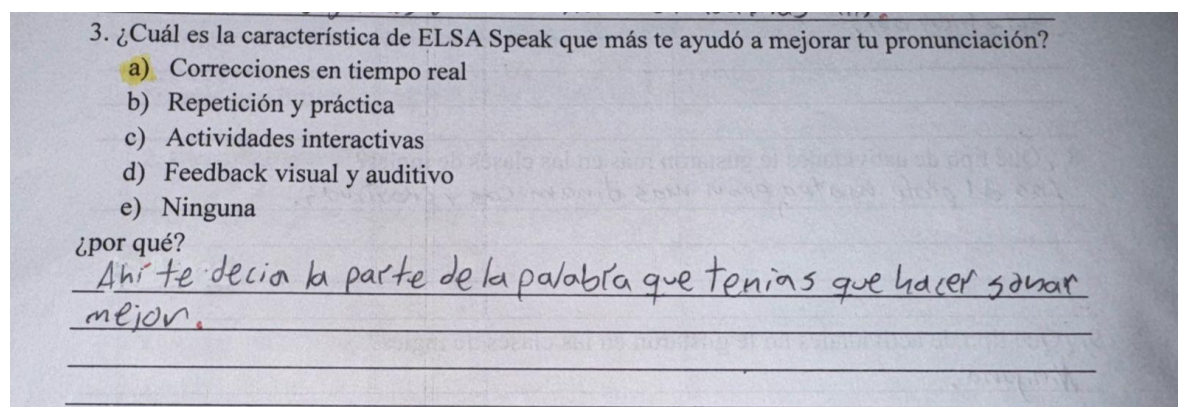 3. ¿Cuál es la característica de ELSA Speak que más te ayudó a mejorar tu pronunciación?
a) Correcciones en tiempo real
b) Repetición y práctica
c) Actividades interactivas
d) Feedback visual y auditivo
e) Ninguna
¿por qué?
Ahí te decia la parte de la palabra que tenias que hacer sonar
mejor.